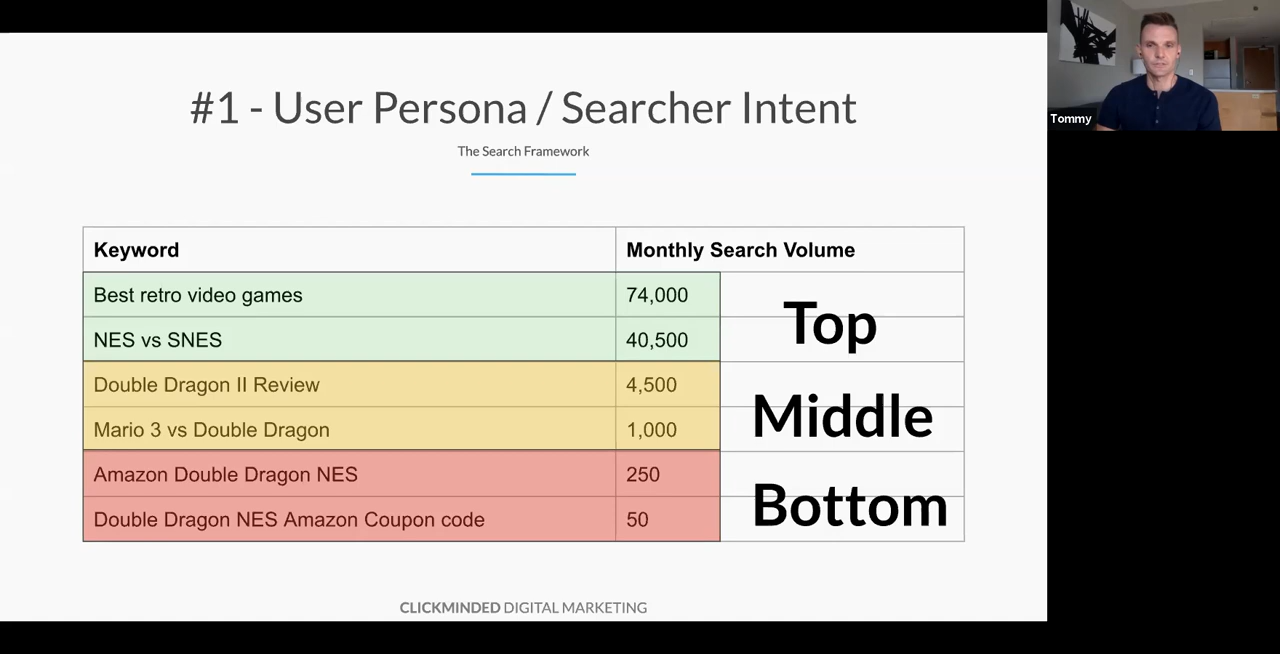 #1 - User Persona / Searcher Intent
The Search Framework
Keyword Monthly Search Volume
Best retro video games 74,000
NES vs SNES 40,500
Top
Double Dragon II Review 4,500
Mario 3 vs Double Dragon 1,000
Middle
Amazon Double Dragon NES 250
Double Dragon NES Amazon Coupon code 50
Bottom
CLICKMINDED DIGITAL MARKETING
Tommy